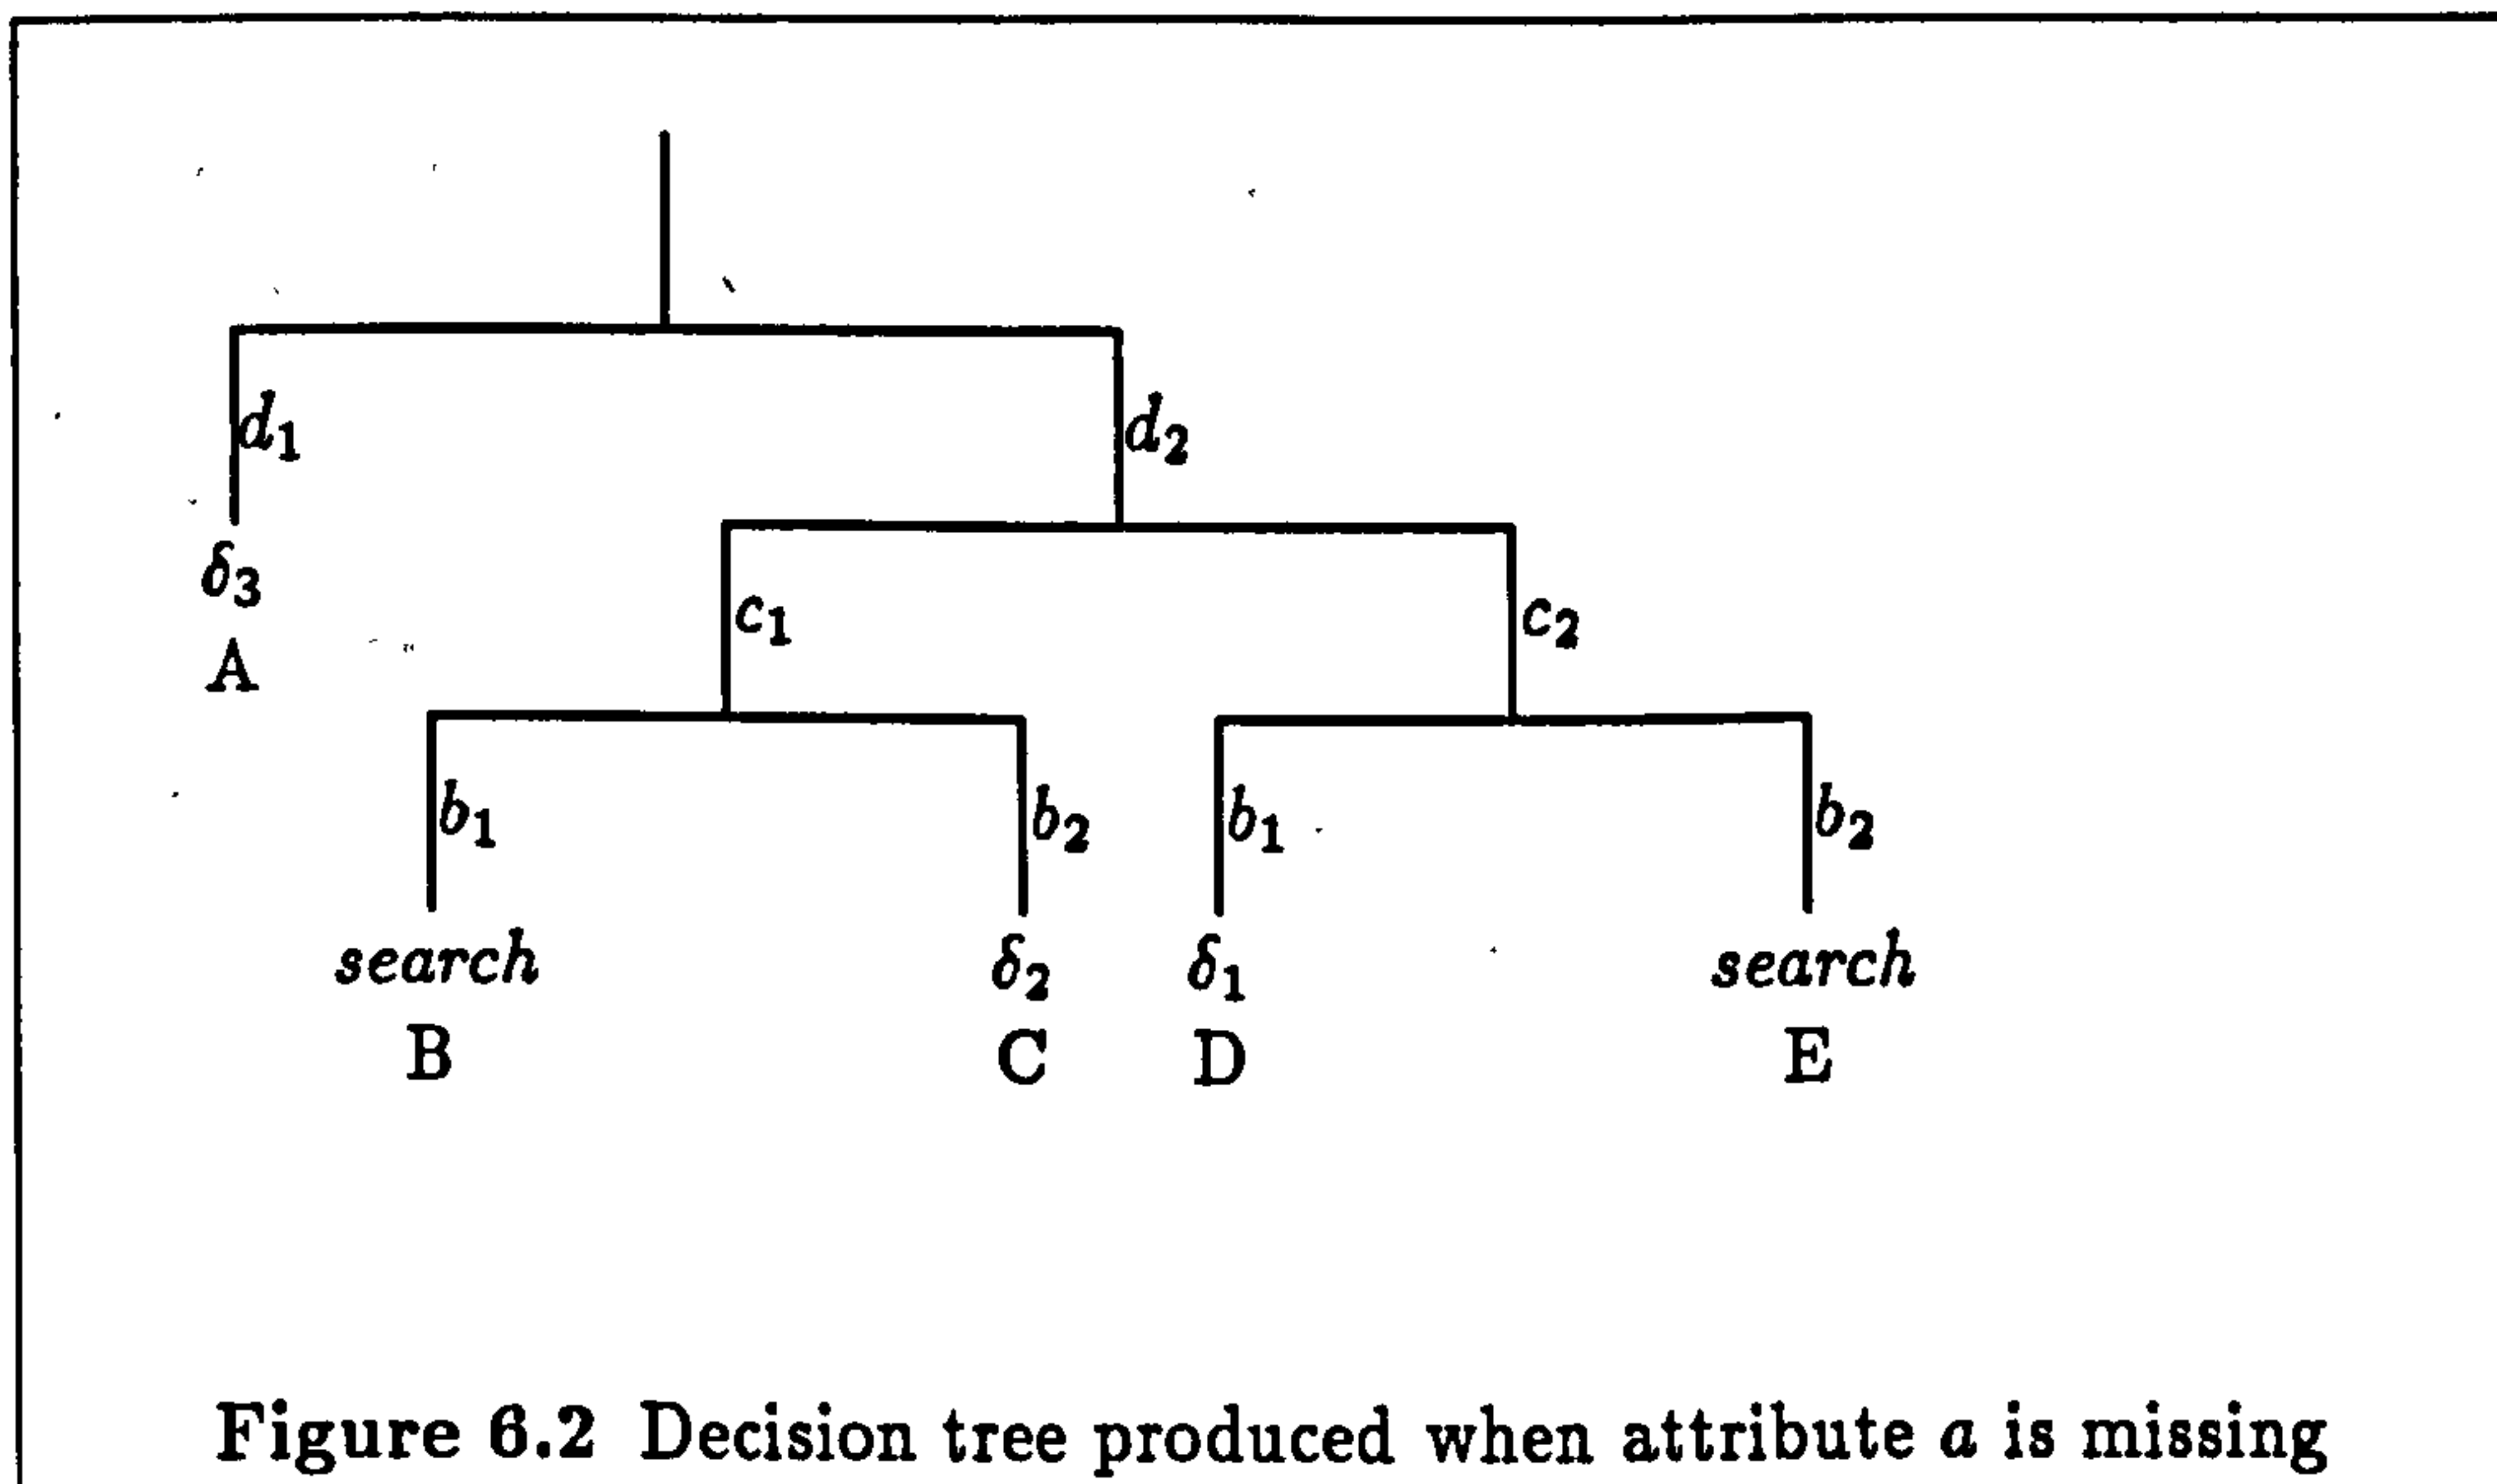 d₁ d₂
δ₃
c₁ c₂
A
b₁ b₂ b₁ b₂
search δ₂ δ₁ search
B C D E
Figure 6.2 Decision tree produced when attribute a is missing